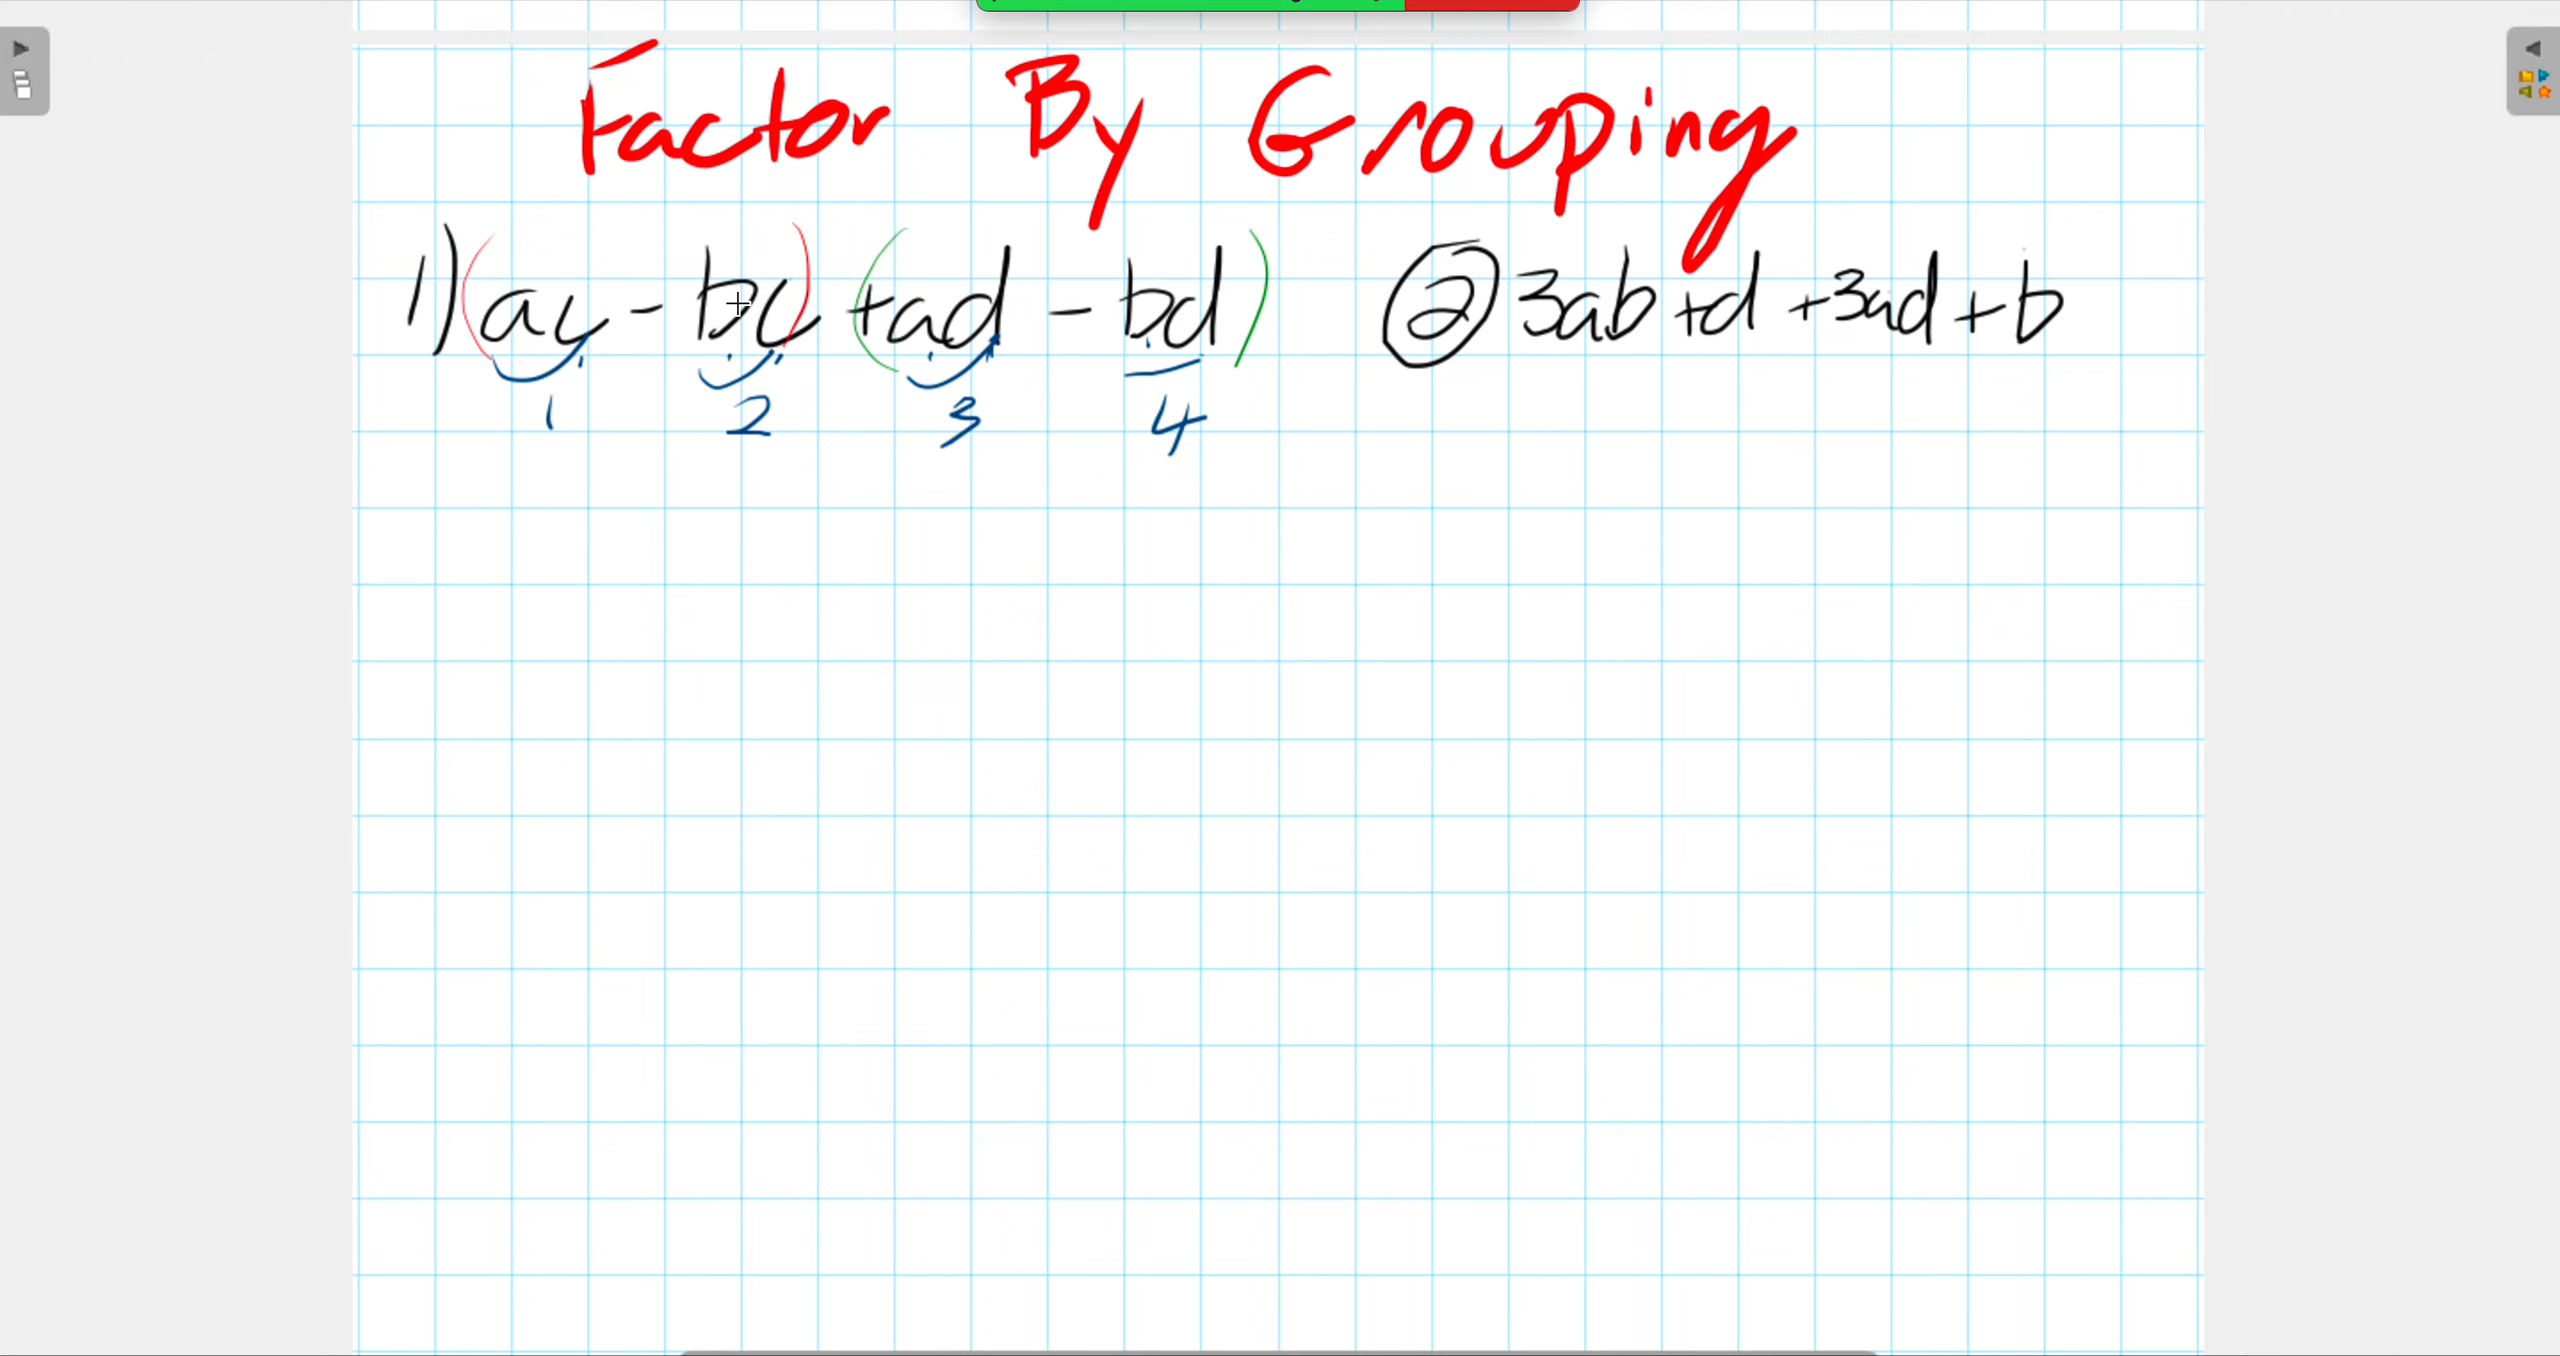 Factor By Grouping
1) (ac - bc) (+ad - bd) ② 3ab + d + 3ad + b
1 2 3 4